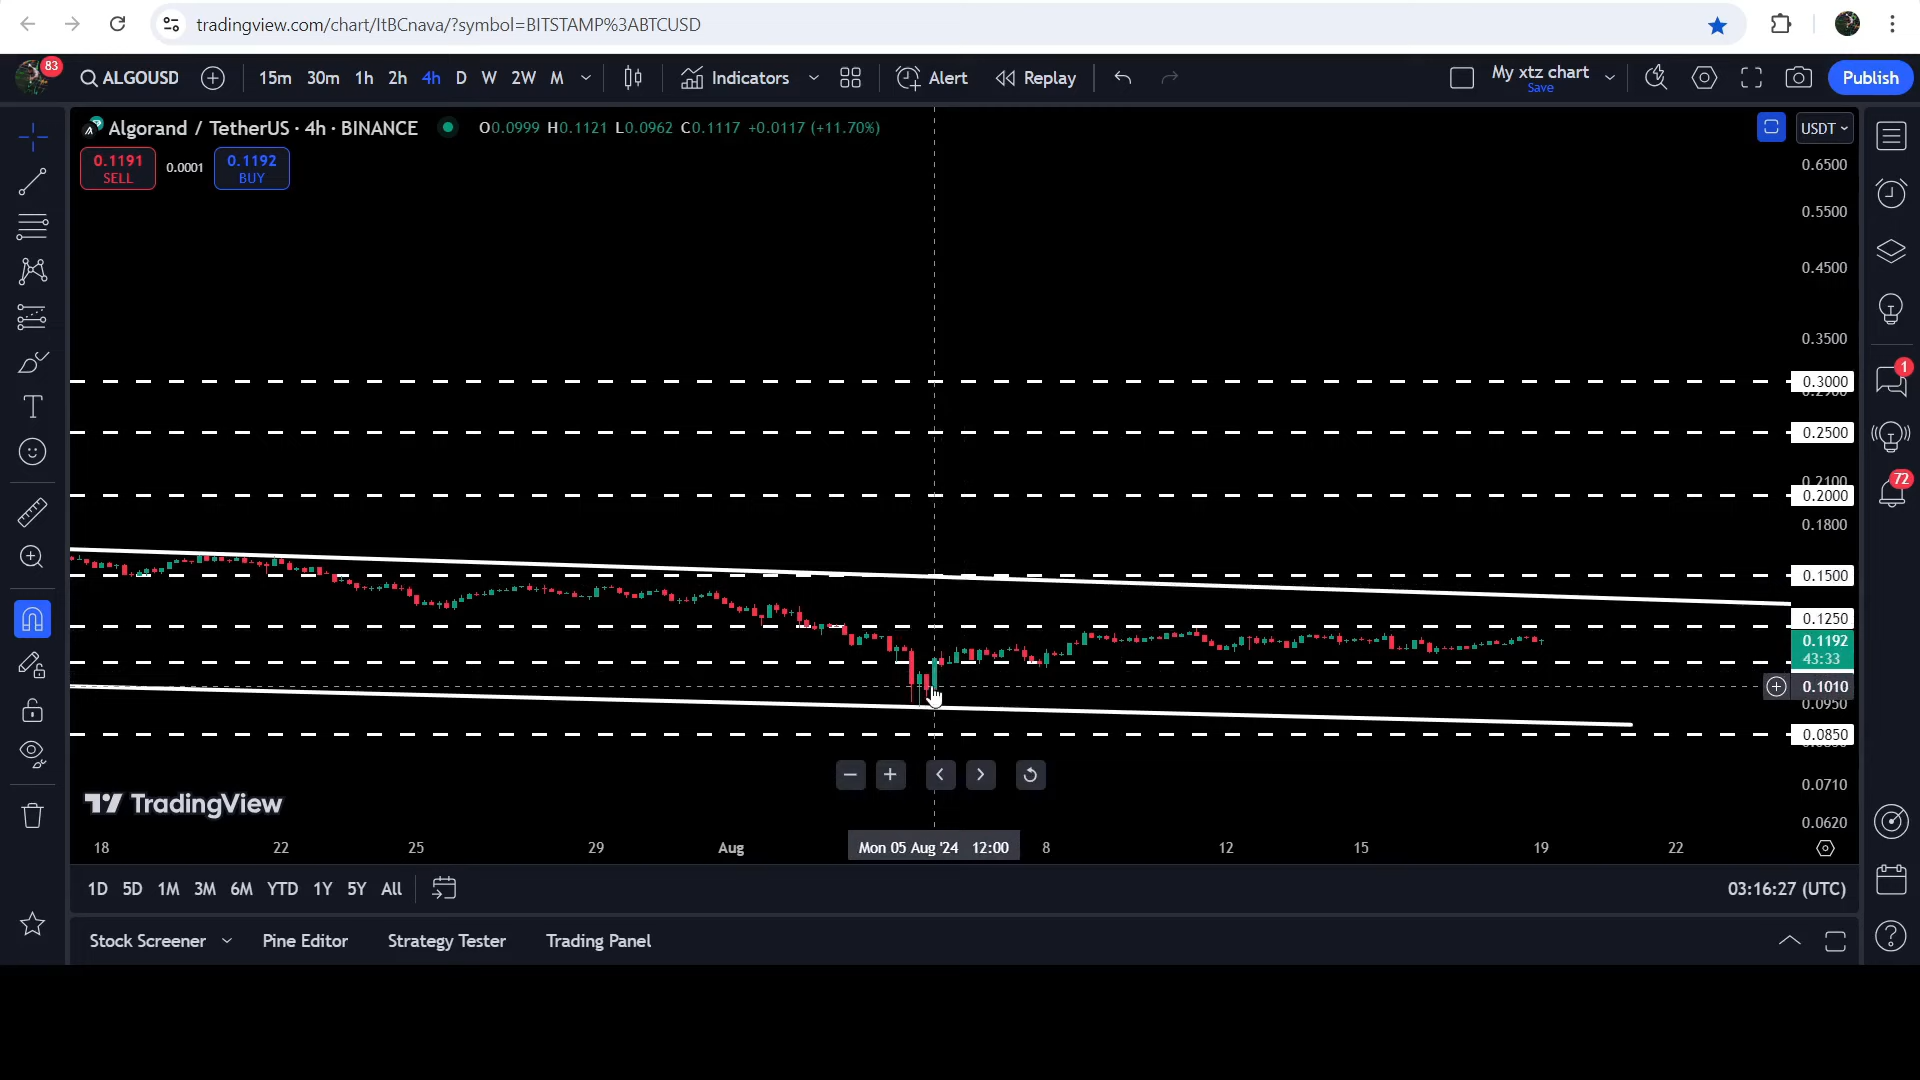 tradingview.com/chart/ItBCnava/?symbol=BITSTAMP%3ABTCUSD
83
ALGOUSD 15m 30m 1h 2h 4h D W 2W M Indicators Alert Replay My xtz chart Save Publish
Algorand / TetherUS · 4h · BINANCE O0.0999 H0.1121 L0.0962 C0.1117 +0.0117 (+11.70%) USDT
0.1191 SELL 0.0001 0.1192 BUY
0.6500
0.5500
0.4500
0.3500
1
0.3000
0.2900
0.2500
0.2100
72
0.2000
0.1800
0.1500
0.1250
0.1192
43:33
0.1010
0.0950
0.0850
0.0710
TradingView
0.0620
18 22 25 29 Aug Mon 05 Aug '24 12:00 8 12 15 19 22
1D 5D 1M 3M 6M YTD 1Y 5Y All 03:16:27 (UTC)
Stock Screener Pine Editor Strategy Tester Trading Panel